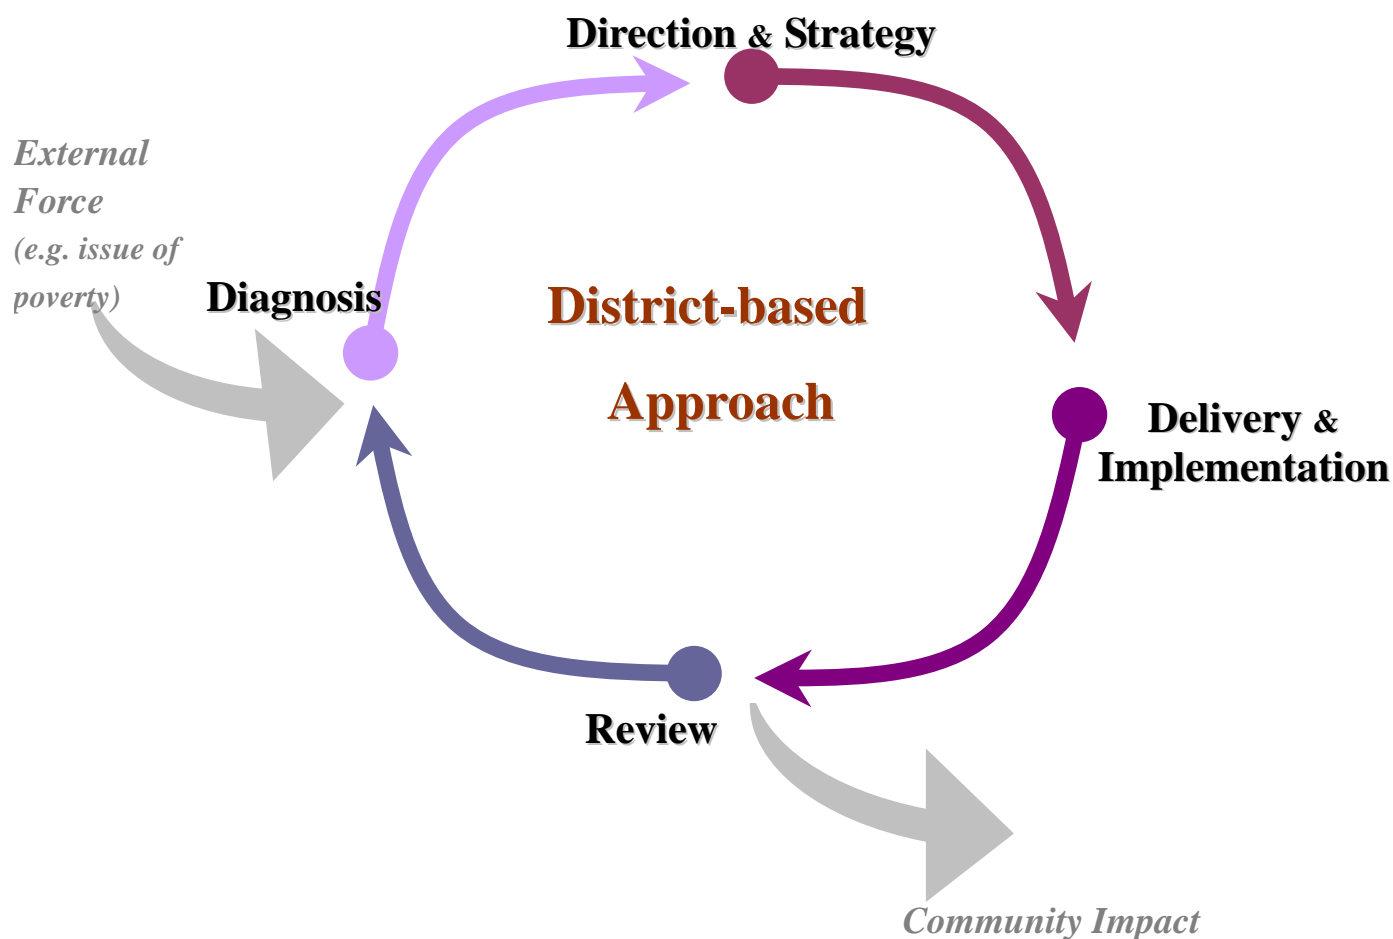 Direction & Strategy
External
Force
(e.g. issue of
poverty)
Diagnosis
District-based
Approach
Delivery &
Implementation
Review
Community Impact